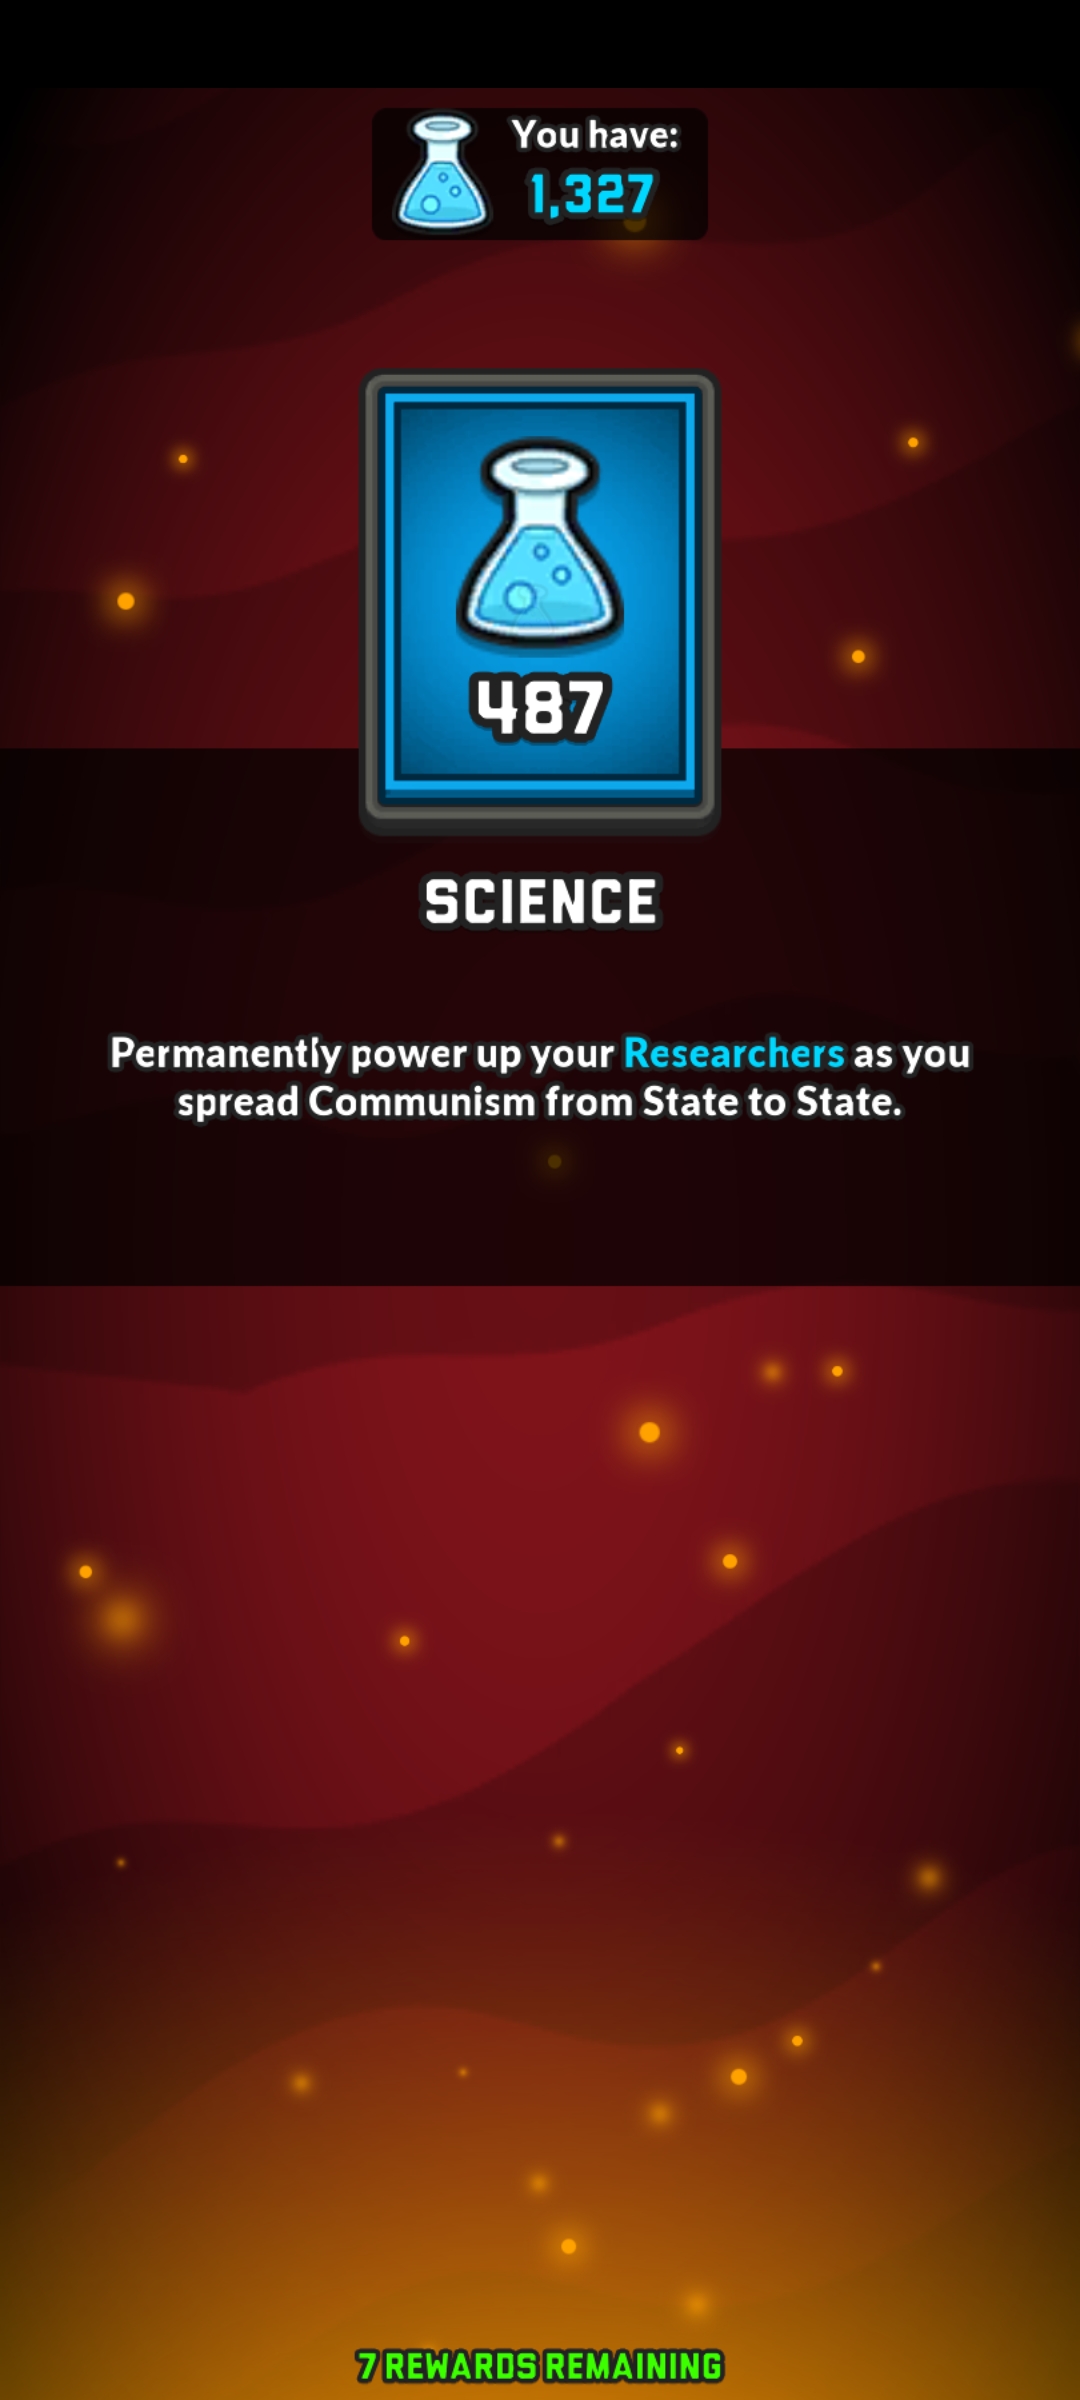 You have:
1,327
487
SCIENCE
Permanently power up your Researchers as you
spread Communism from State to State.
7 REWARDS REMAINING